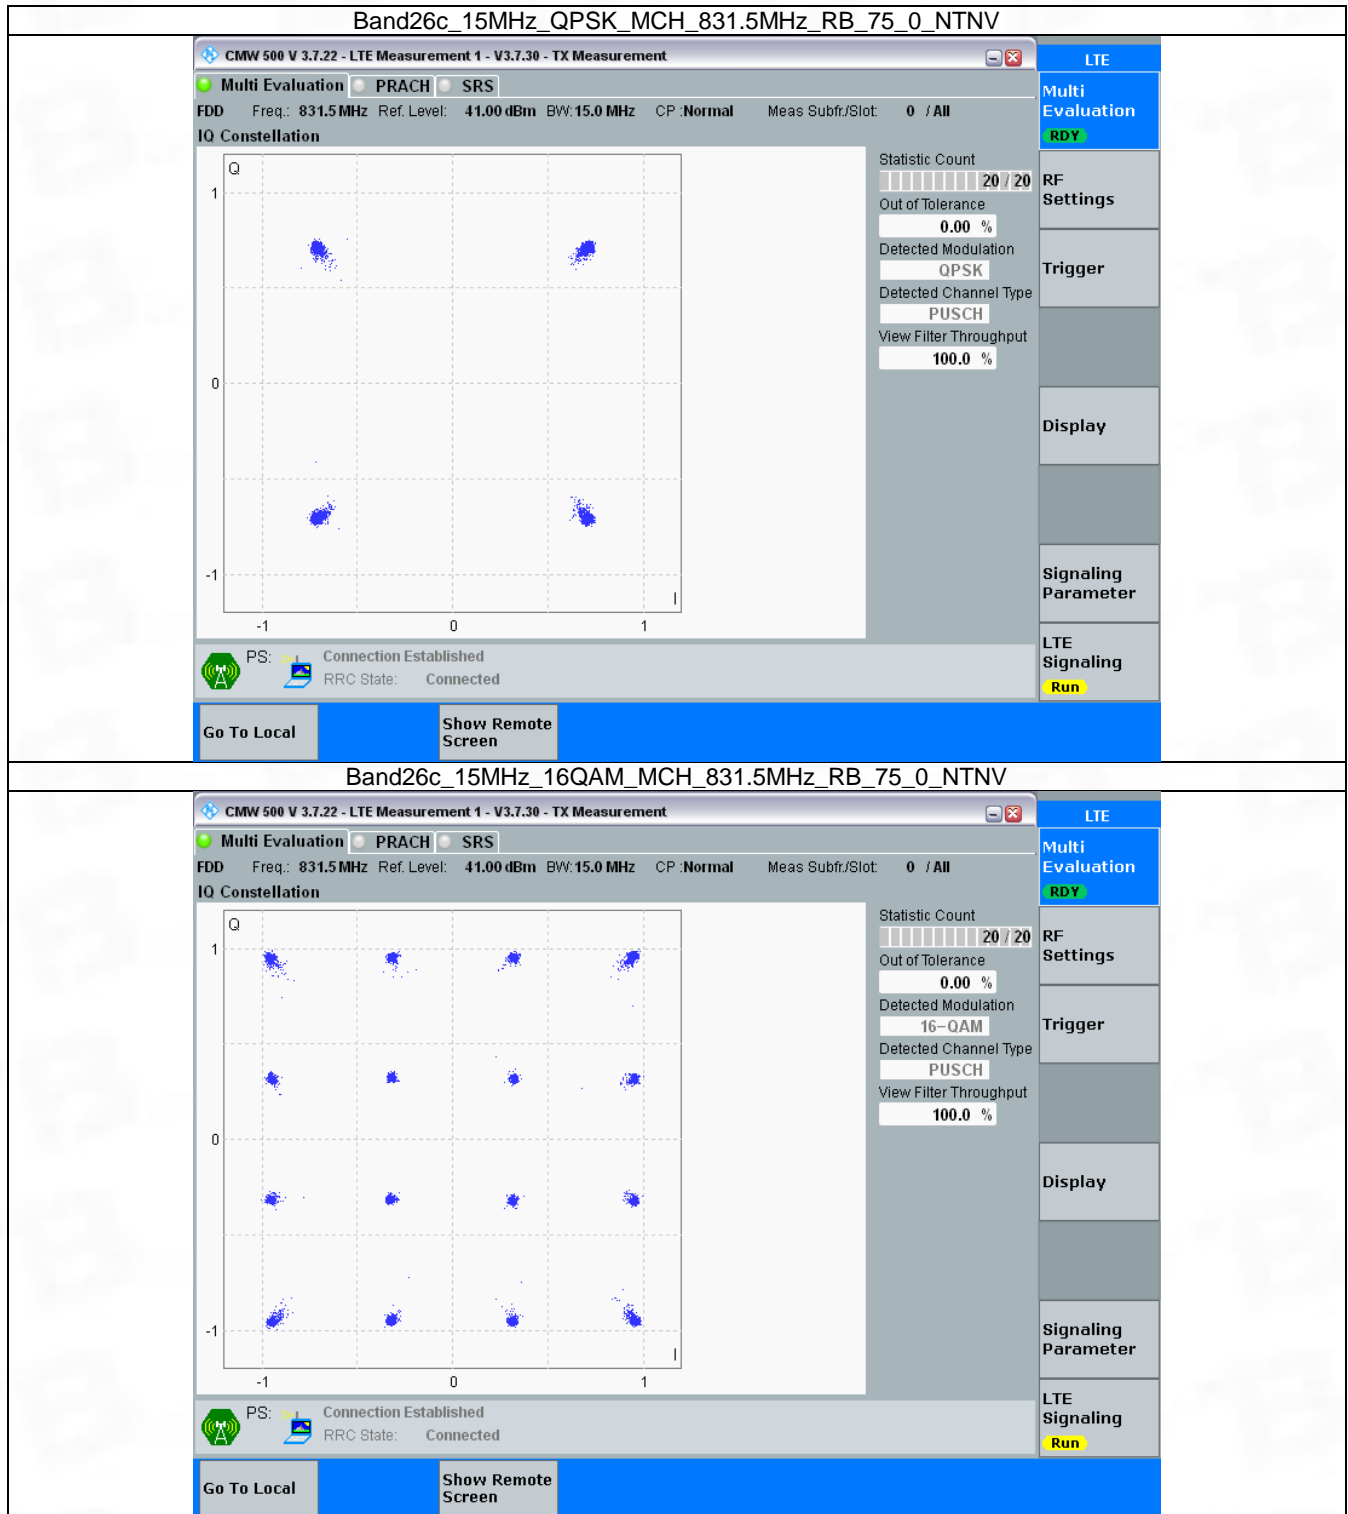 Band26c_15MHz_QPSK_MCH_831.5MHz_RB_75_0_NTNV
CMW 500 V 3.7.22 - LTE Measurement 1 - V3.7.30 - TX Measurement
LTE
Multi Evaluation PRACH SRS
Multi
Evaluation
RDY
FDD Freq.: 831.5 MHz Ref. Level: 41.00 dBm BW: 15.0 MHz CP :Normal Meas Subfr./Slot: 0 / All
IQ Constellation
Q
1
0
-1
I
-1 0 1
Statistic Count
20 / 20
Out of Tolerance
0.00 %
Detected Modulation
QPSK
Detected Channel Type
PUSCH
View Filter Throughput
100.0 %
RF
Settings
Trigger
Display
Signaling
Parameter
LTE
Signaling
Run
PS: Connection Established
RRC State: Connected
Go To Local
Show Remote
Screen
Band26c_15MHz_16QAM_MCH_831.5MHz_RB_75_0_NTNV
CMW 500 V 3.7.22 - LTE Measurement 1 - V3.7.30 - TX Measurement
LTE
Multi Evaluation PRACH SRS
Multi
Evaluation
RDY
FDD Freq.: 831.5 MHz Ref. Level: 41.00 dBm BW: 15.0 MHz CP :Normal Meas Subfr./Slot: 0 / All
IQ Constellation
Q
1
0
-1
I
-1 0 1
Statistic Count
20 / 20
Out of Tolerance
0.00 %
Detected Modulation
16-QAM
Detected Channel Type
PUSCH
View Filter Throughput
100.0 %
RF
Settings
Trigger
Display
Signaling
Parameter
LTE
Signaling
Run
PS: Connection Established
RRC State: Connected
Go To Local
Show Remote
Screen